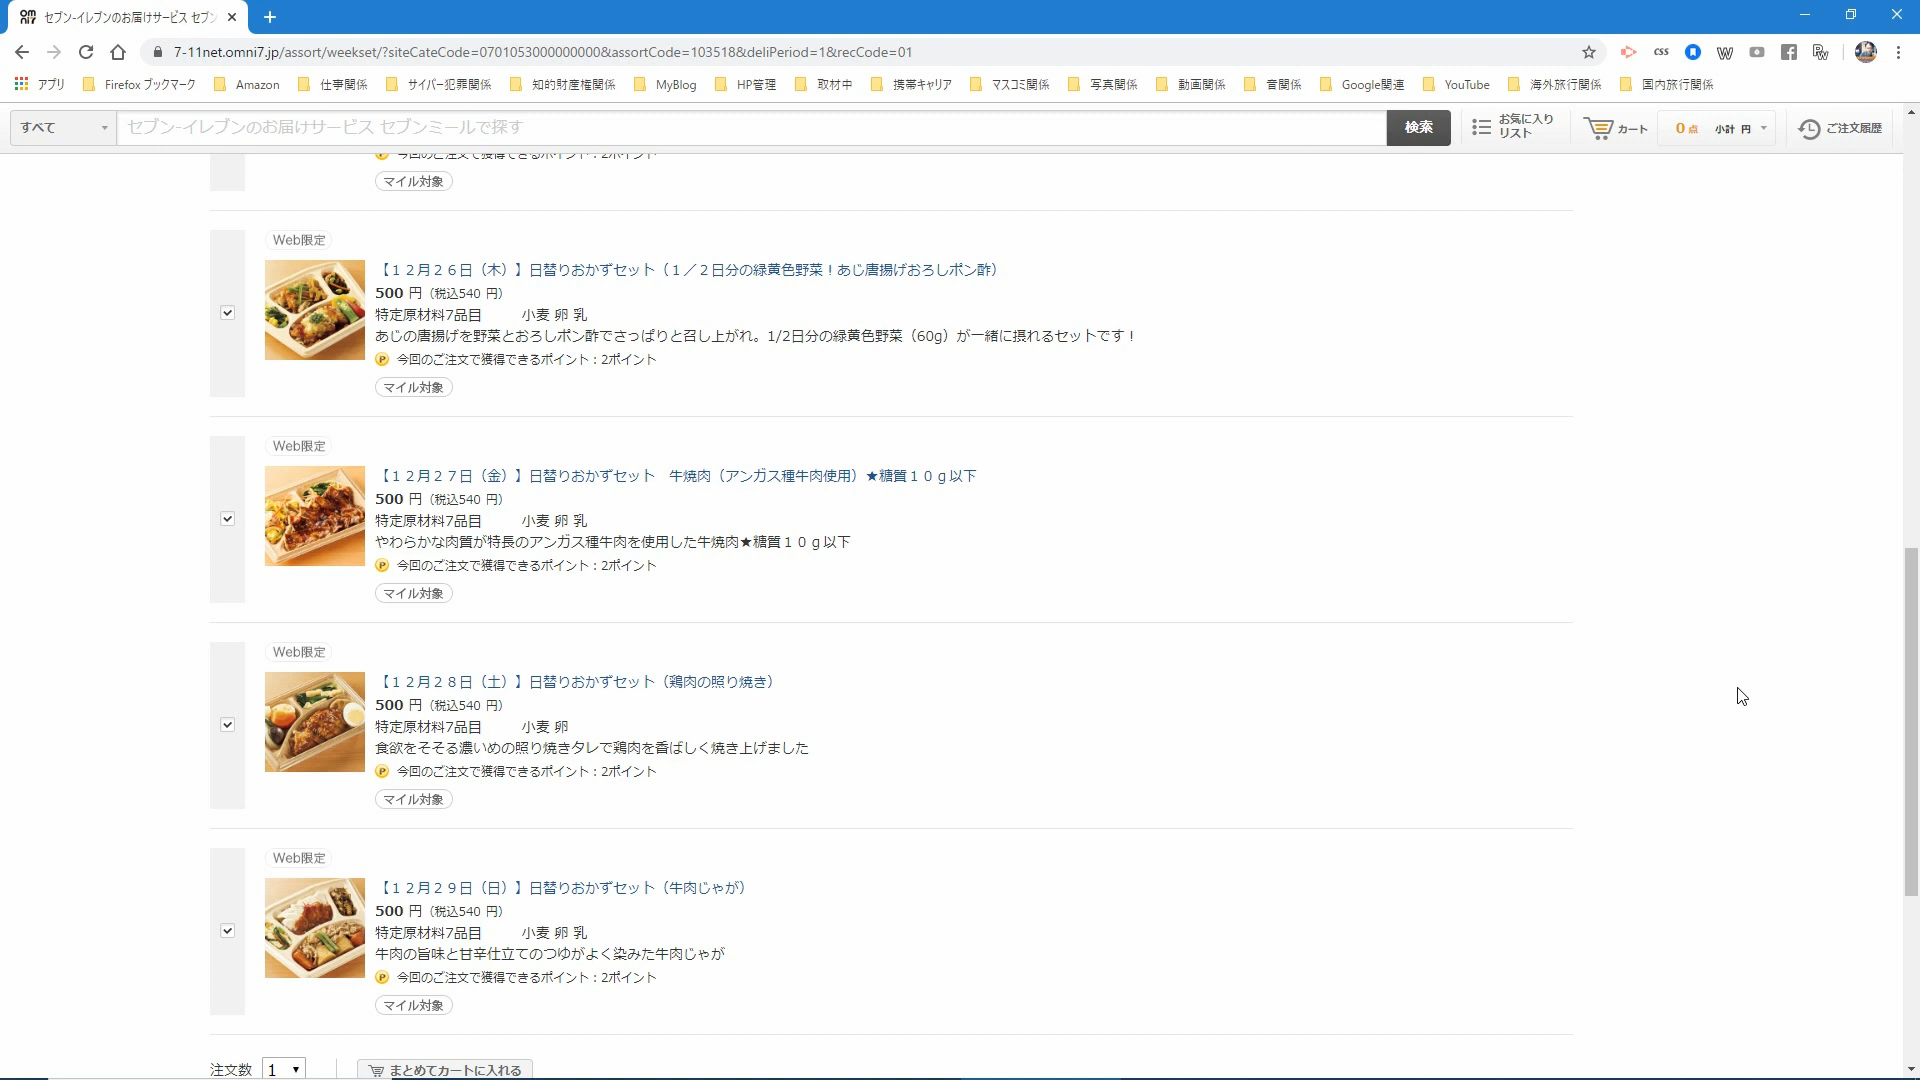 セブン-イレブンのお届けサービス セブン
7-11net.omni7.jp/assort/weekset/?siteCateCode=0701053000000000&assortCode=103518&deliPeriod=1&recCode=01
アプリ Firefox ブックマーク Amazon 仕事関係 サイバー犯罪関係 知的財産権関係 MyBlog HP管理 取材中 携帯キャリア マスコミ関係 写真関係 動画関係 音関係 Google関連 YouTube 海外旅行関係 国内旅行関係
すべて セブン-イレブンのお届けサービス セブンミールで探す 検索 お気に入りリスト カート 0点 小計 円 ご注文履歴
今回のご注文で獲得できるポイント：2ポイント
マイル対象
Web限定
【１２月２６日（木）】日替りおかずセット（１／２日分の緑黄色野菜！あじ唐揚げおろしポン酢）
500 円（税込540 円）
特定原材料7品目 小麦 卵 乳
あじの唐揚げを野菜とおろしポン酢でさっぱりと召し上がれ。1/2日分の緑黄色野菜（60g）が一緒に摂れるセットです！
今回のご注文で獲得できるポイント：2ポイント
マイル対象
Web限定
【１２月２７日（金）】日替りおかずセット　牛焼肉（アンガス種牛肉使用）★糖質１０ｇ以下
500 円（税込540 円）
特定原材料7品目 小麦 卵 乳
やわらかな肉質が特長のアンガス種牛肉を使用した牛焼肉★糖質１０ｇ以下
今回のご注文で獲得できるポイント：2ポイント
マイル対象
Web限定
【１２月２８日（土）】日替りおかずセット（鶏肉の照り焼き）
500 円（税込540 円）
特定原材料7品目 小麦 卵
食欲をそそる濃いめの照り焼きタレで鶏肉を香ばしく焼き上げました
今回のご注文で獲得できるポイント：2ポイント
マイル対象
Web限定
【１２月２９日（日）】日替りおかずセット（牛肉じゃが）
500 円（税込540 円）
特定原材料7品目 小麦 卵 乳
牛肉の旨味と甘辛仕立てのつゆがよく染みた牛肉じゃが
今回のご注文で獲得できるポイント：2ポイント
マイル対象
注文数 1 まとめてカートに入れる